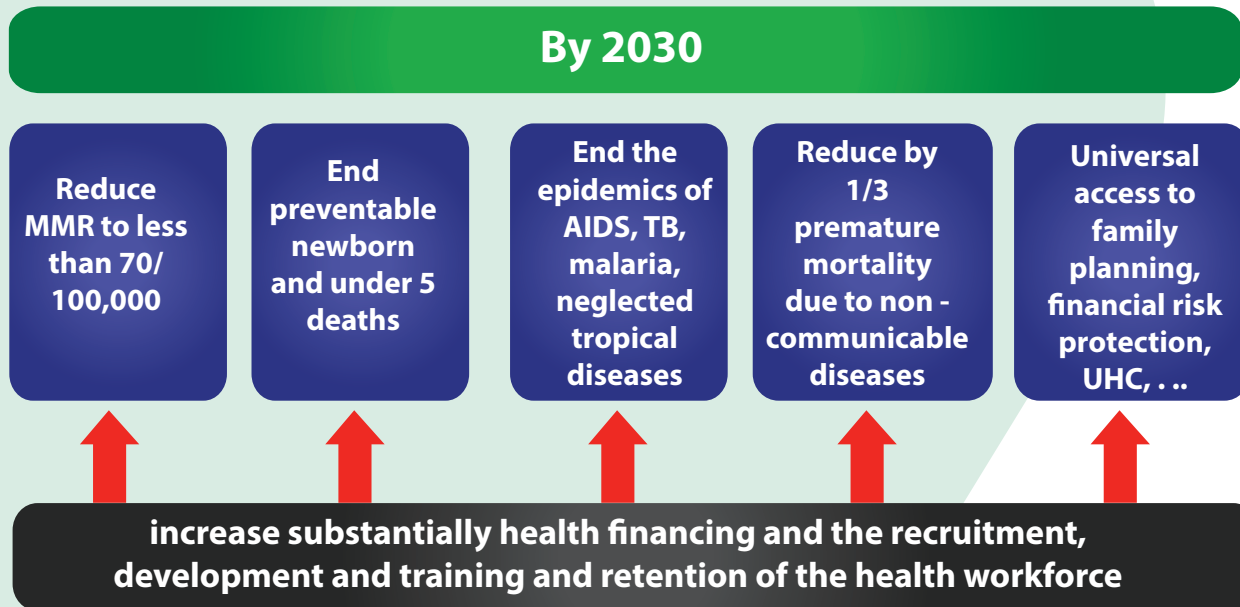 By 2030
Reduce
MMR to less
than 70/
100,000
End
preventable
newborn
and under 5
deaths
End the
epidemics of
AIDS, TB,
malaria,
neglected
tropical
diseases
Reduce by
1/3
premature
mortality
due to non -
communicable
diseases
Universal
access to
family
planning,
financial risk
protection,
UHC, . ..
increase substantially health financing and the recruitment,
development and training and retention of the health workforce